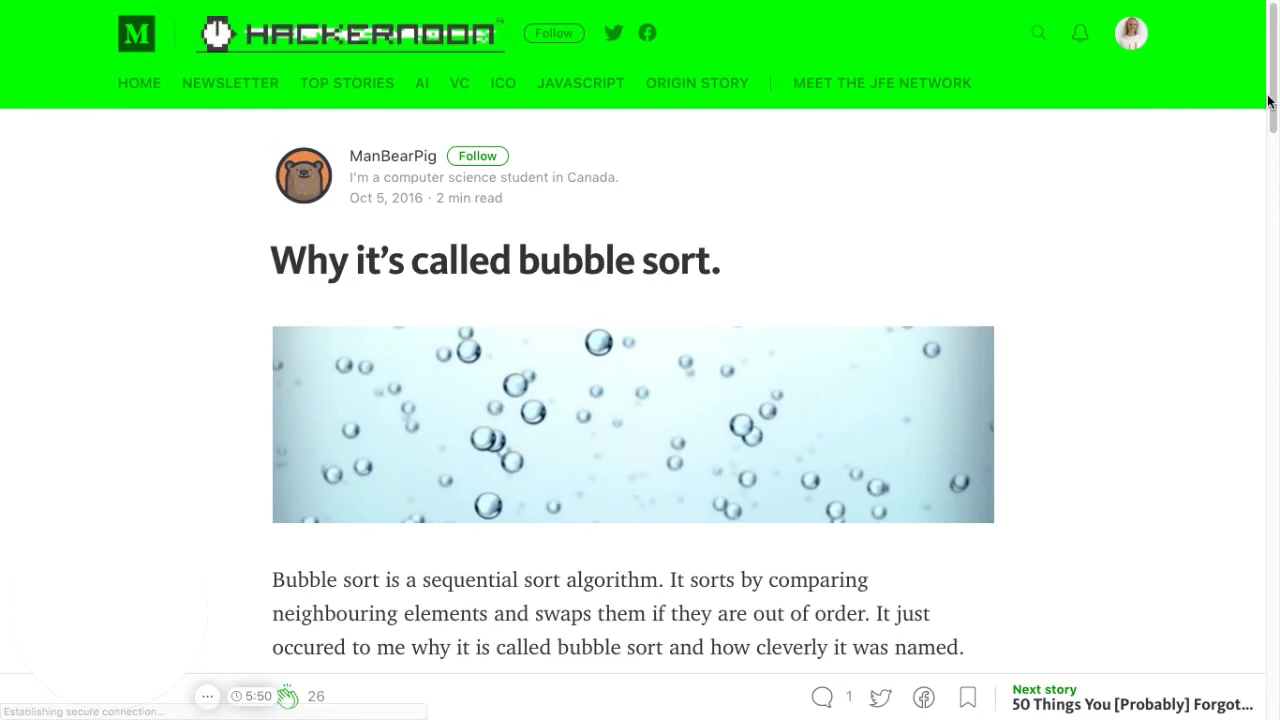 M
HACKERNOON
Follow
HOME NEWSLETTER TOP STORIES AI VC ICO JAVASCRIPT ORIGIN STORY MEET THE JFE NETWORK
ManBearPig Follow
I'm a computer science student in Canada.
Oct 5, 2016 · 2 min read
Why it's called bubble sort.
Bubble sort is a sequential sort algorithm. It sorts by comparing
neighbouring elements and swaps them if they are out of order. It just
occured to me why it is called bubble sort and how cleverly it was named.
... 5:50 26 1
Next story
50 Things You [Probably] Forgot...
Establishing secure connection...